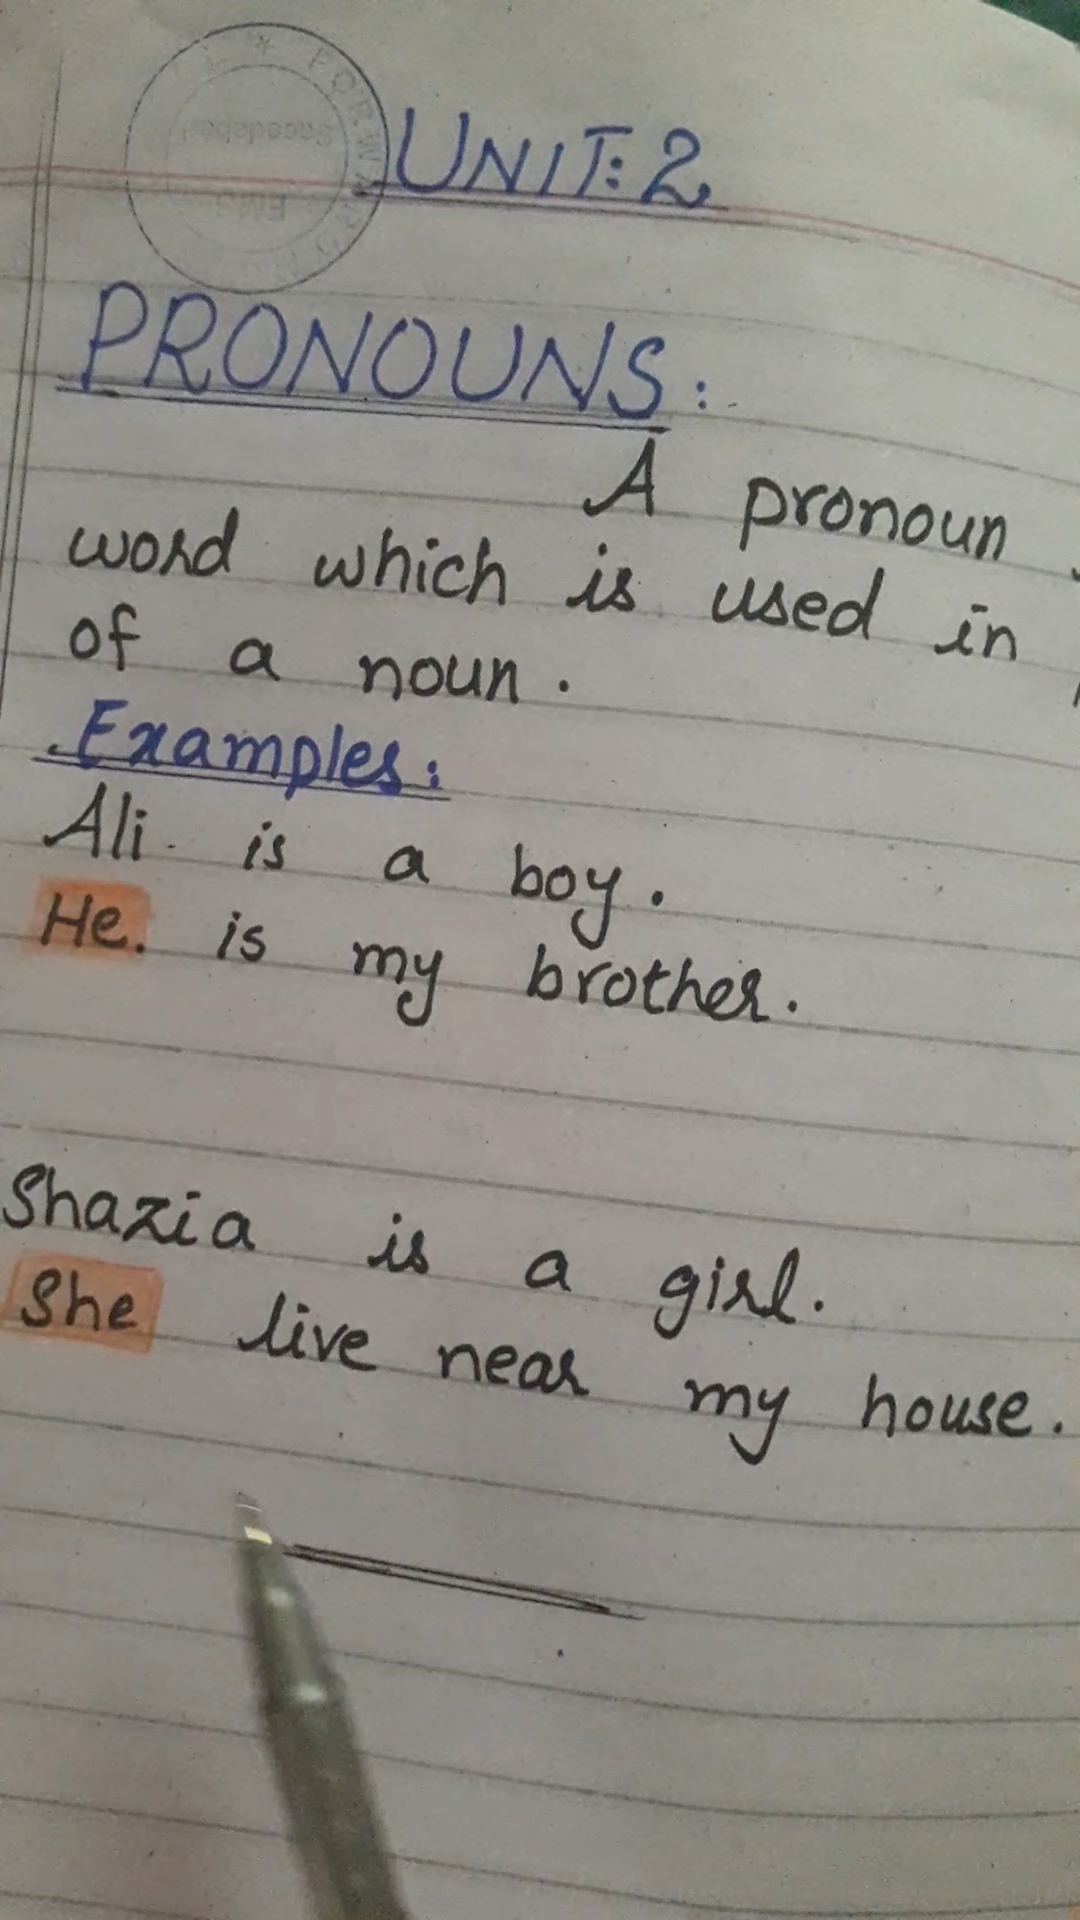 UNIT: 2
PRONOUNS:
A pronoun
word which is used in
of a noun.
Examples:
Ali is a boy.
He. is my brother.
Shazia is a girl.
She live near my house.